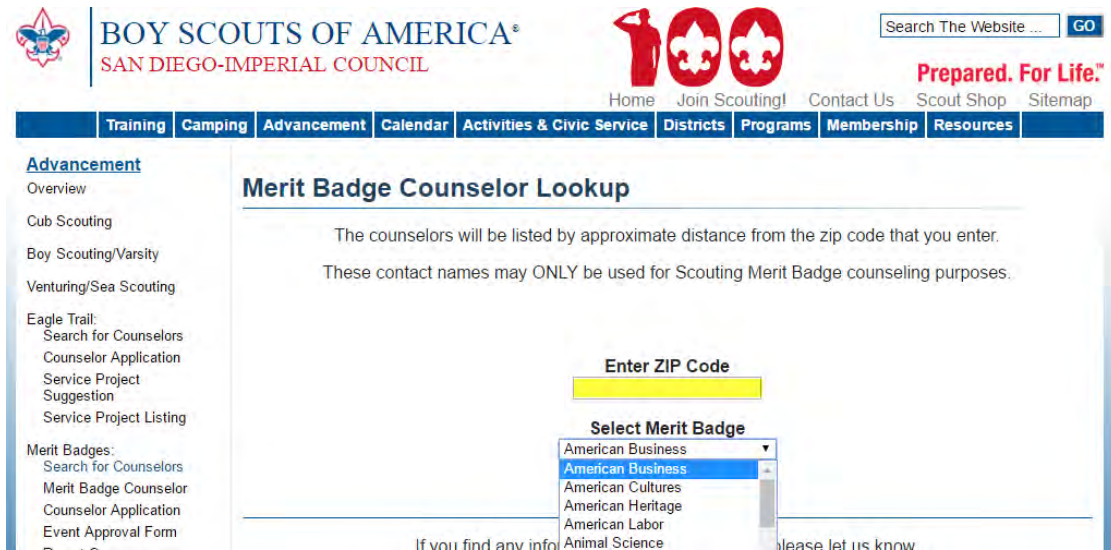 BOY SCOUTS OF AMERICA®
SAN DIEGO-IMPERIAL COUNCIL
100
Search The Website ... GO
Prepared. For Life.™
Home Join Scouting! Contact Us Scout Shop Sitemap
Training Camping Advancement Calendar Activities & Civic Service Districts Programs Membership Resources
Advancement
Overview
Cub Scouting
Boy Scouting/Varsity
Venturing/Sea Scouting
Eagle Trail:
Search for Counselors
Counselor Application
Service Project
Suggestion
Service Project Listing
Merit Badges:
Search for Counselors
Merit Badge Counselor
Counselor Application
Event Approval Form
Merit Badge Counselor Lookup
The counselors will be listed by approximate distance from the zip code that you enter.
These contact names may ONLY be used for Scouting Merit Badge counseling purposes.
Enter ZIP Code
Select Merit Badge
American Business
American Business
American Cultures
American Heritage
American Labor
Animal Science
If you find any please let us know